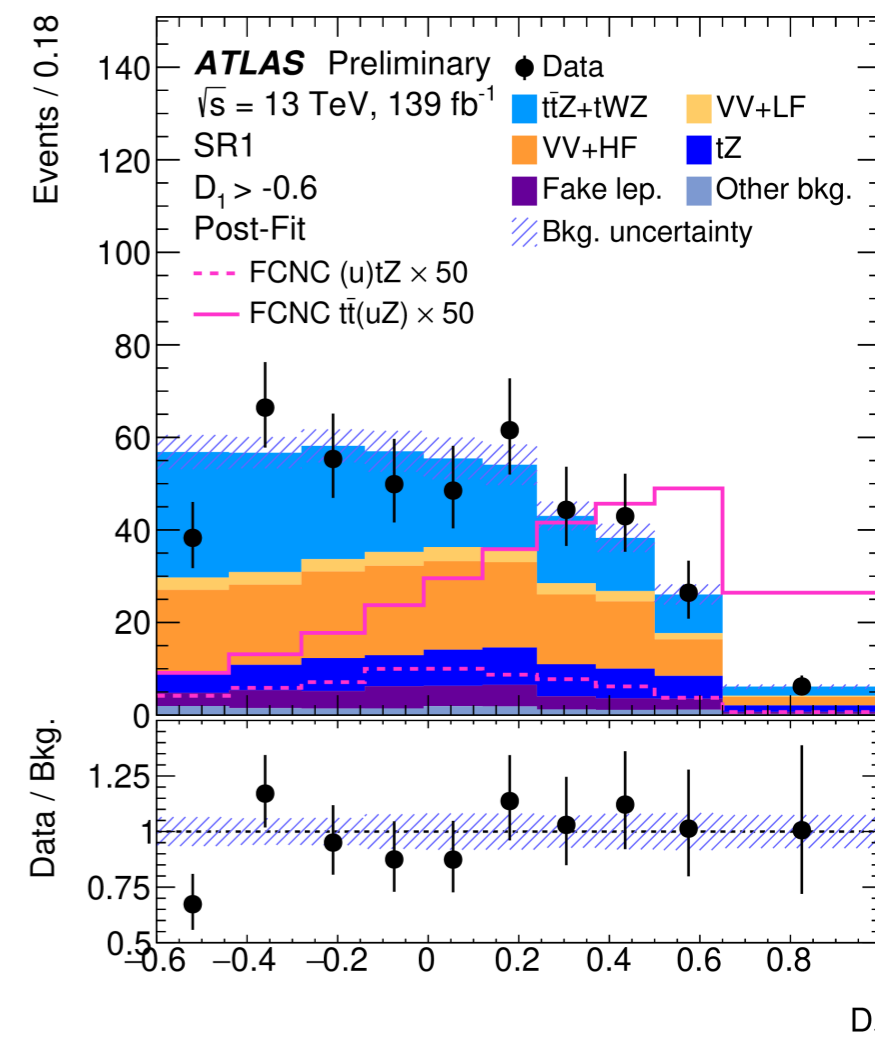 Events / 0.18
140
120
100
80
60
40
20
0
ATLAS Preliminary
√s = 13 TeV, 139 fb⁻¹
SR1
D₁ > -0.6
Post-Fit
FCNC (u)tZ × 50
FCNC tt̄(uZ) × 50
Data
tt̄Z+tWZ
VV+LF
VV+HF
tZ
Fake lep.
Other bkg.
Bkg. uncertainty
Data / Bkg.
1.25
1
0.75
0.5
−0.6 −0.4 −0.2 0 0.2 0.4 0.6 0.8